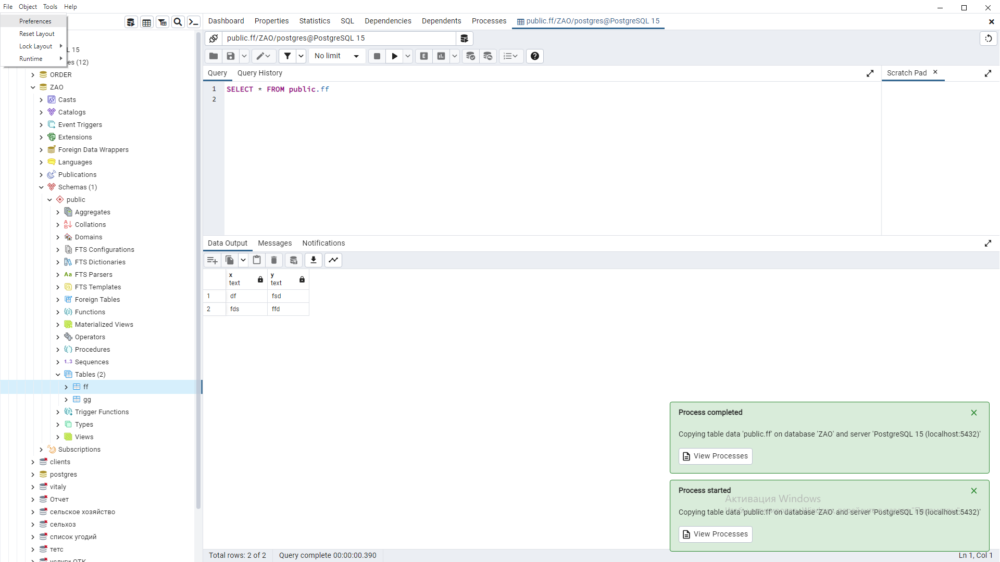 File Object Tools Help
Preferences
Reset Layout
Lock Layout
Runtime
Dashboard Properties Statistics SQL Dependencies Dependents Processes public.ff/ZAO/postgres@PostgreSQL 15
public.ff/ZAO/postgres@PostgreSQL 15
No limit
E
Query Query History
Scratch Pad
1 SELECT * FROM public.ff
2
L 15
es (12)
ORDER
ZAO
Casts
Catalogs
Event Triggers
Extensions
Foreign Data Wrappers
Languages
Publications
Schemas (1)
public
Aggregates
Collations
Domains
FTS Configurations
FTS Dictionaries
Aa FTS Parsers
FTS Templates
Foreign Tables
Functions
Materialized Views
Operators
Procedures
1..3 Sequences
Tables (2)
ff
gg
Trigger Functions
Types
Views
Subscriptions
clients
postgres
vitaly
Отчет
сельское хозяйство
сельхоз
список угодий
тетс
услуги ОТК
Data Output Messages Notifications
x text
y text
1 df fsd
2 fds ffd
Process completed
Copying table data 'public.ff' on database 'ZAO' and server 'PostgreSQL 15 (localhost:5432)'
View Processes
Process started
Активация Windows
Copying table data 'public.ff' on database 'ZAO' and server 'PostgreSQL 15 (localhost:5432)'
View Processes
Total rows: 2 of 2 Query complete 00:00:00.390
Ln 1, Col 1